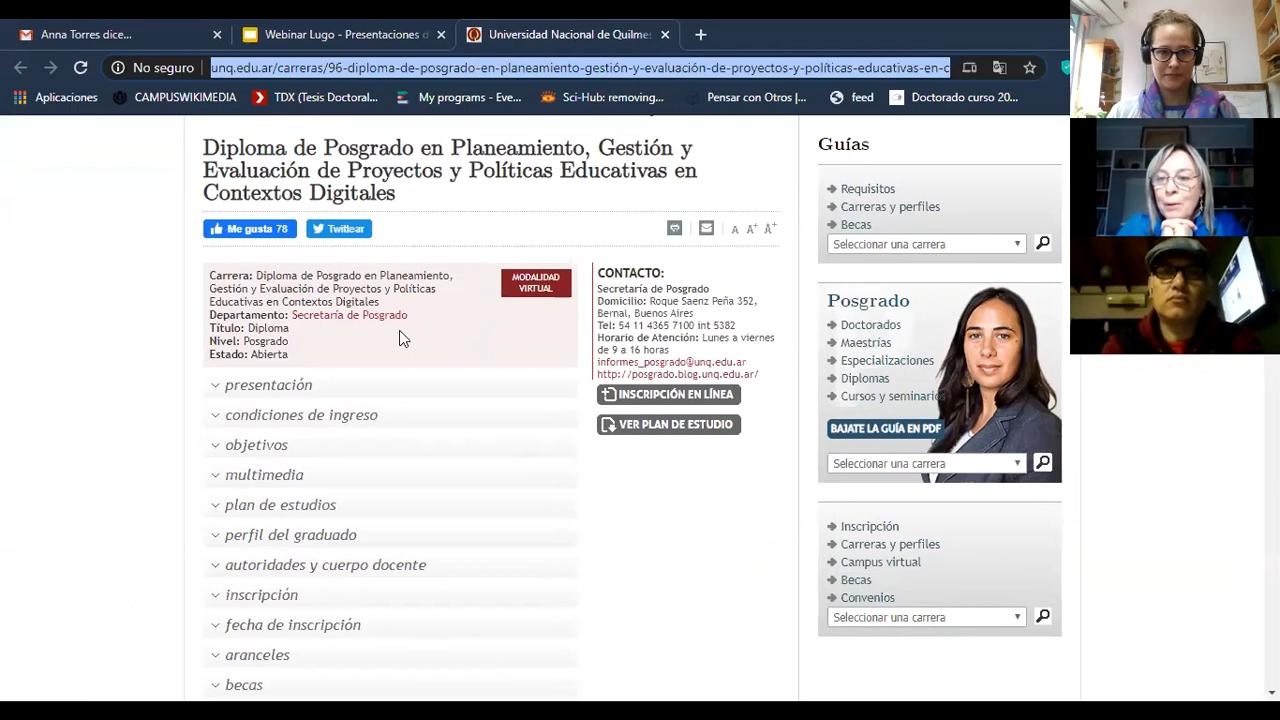 Anna Torres dice...
Webinar Lugo - Presentaciones d
Universidad Nacional de Quilmes
No seguro
unq.edu.ar/carreras/96-diploma-de-posgrado-en-planeamiento-gestión-y-evaluación-de-proyectos-y-políticas-educativas-en-c
Aplicaciones
CAMPUSWIKIMEDIA
TDX (Tesis Doctoral...
My programs - Eve...
Sci-Hub: removing...
Pensar con Otros |...
feed
Doctorado curso 20...
Diploma de Posgrado en Planeamiento, Gestión y
Evaluación de Proyectos y Políticas Educativas en
Contextos Digitales
Me gusta 78
Twittear
A A+ A+
Carrera: Diploma de Posgrado en Planeamiento,
Gestión y Evaluación de Proyectos y Políticas
Educativas en Contextos Digitales
Departamento: Secretaría de Posgrado
Título: Diploma
Nivel: Posgrado
Estado: Abierta
MODALIDAD
VIRTUAL
presentación
condiciones de ingreso
objetivos
multimedia
plan de estudios
perfil del graduado
autoridades y cuerpo docente
inscripción
fecha de inscripción
aranceles
becas
CONTACTO:
Secretaría de Posgrado
Domicilio: Roque Saenz Peña 352,
Bernal, Buenos Aires
Tel: 54 11 4365 7100 int 5382
Horario de Atención: Lunes a viernes
de 9 a 16 horas
informes_posgrado@unq.edu.ar
http://posgrado.blog.unq.edu.ar/
INSCRIPCIÓN EN LÍNEA
VER PLAN DE ESTUDIO
Guías
Requisitos
Carreras y perfiles
Becas
Seleccionar una carrera
Posgrado
Doctorados
Maestrías
Especializaciones
Diplomas
Cursos y seminarios
BAJATE LA GUÍA EN PDF
Seleccionar una carrera
Inscripción
Carreras y perfiles
Campus virtual
Becas
Convenios
Seleccionar una carrera